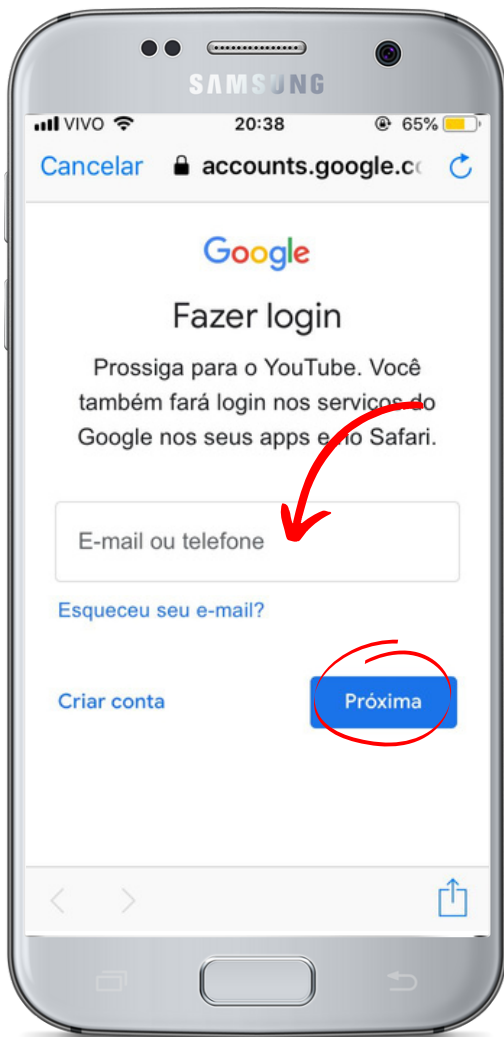 SAMSUNG
VIVO 20:38 65%
Cancelar accounts.google.c
Google
Fazer login
Prossiga para o YouTube. Você
também fará login nos serviços do
Google nos seus apps e no Safari.
E-mail ou telefone
Esqueceu seu e-mail?
Criar conta Próxima